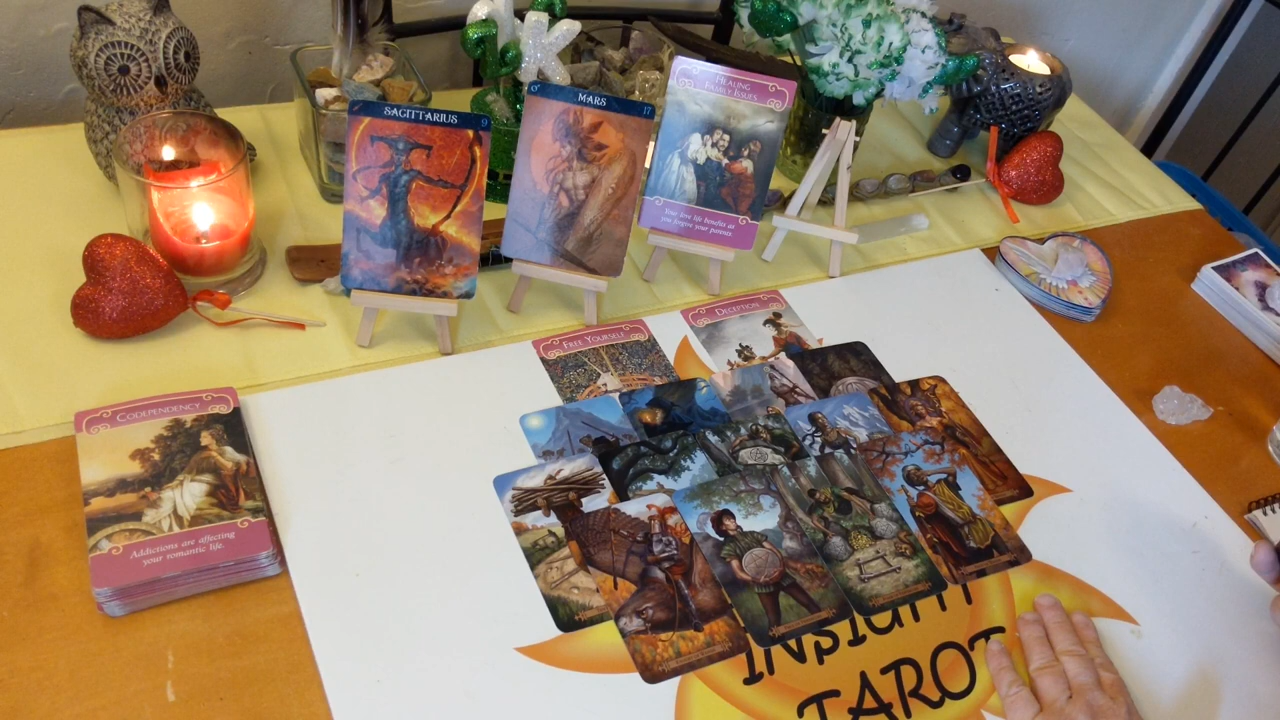 SAGITTARIUS 9
♂ MARS 17
HEALING
FAMILY ISSUES
Your love life benefits as
you forgive your parents.
FREE YOURSELF
DECEPTION
CODEPENDENCY
Addictions are affecting
your romantic life.
INSIGHT
TAROT